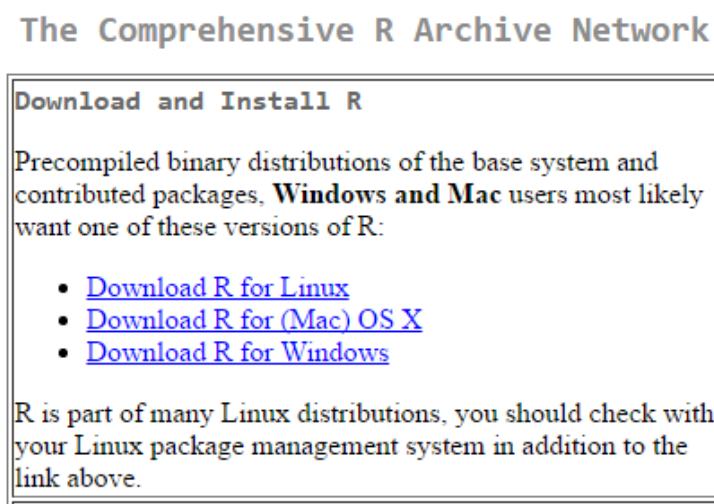 The Comprehensive R Archive Network
Download and Install R
Precompiled binary distributions of the base system and
contributed packages, Windows and Mac users most likely
want one of these versions of R:
• Download R for Linux
• Download R for (Mac) OS X
• Download R for Windows
R is part of many Linux distributions, you should check with
your Linux package management system in addition to the
link above.